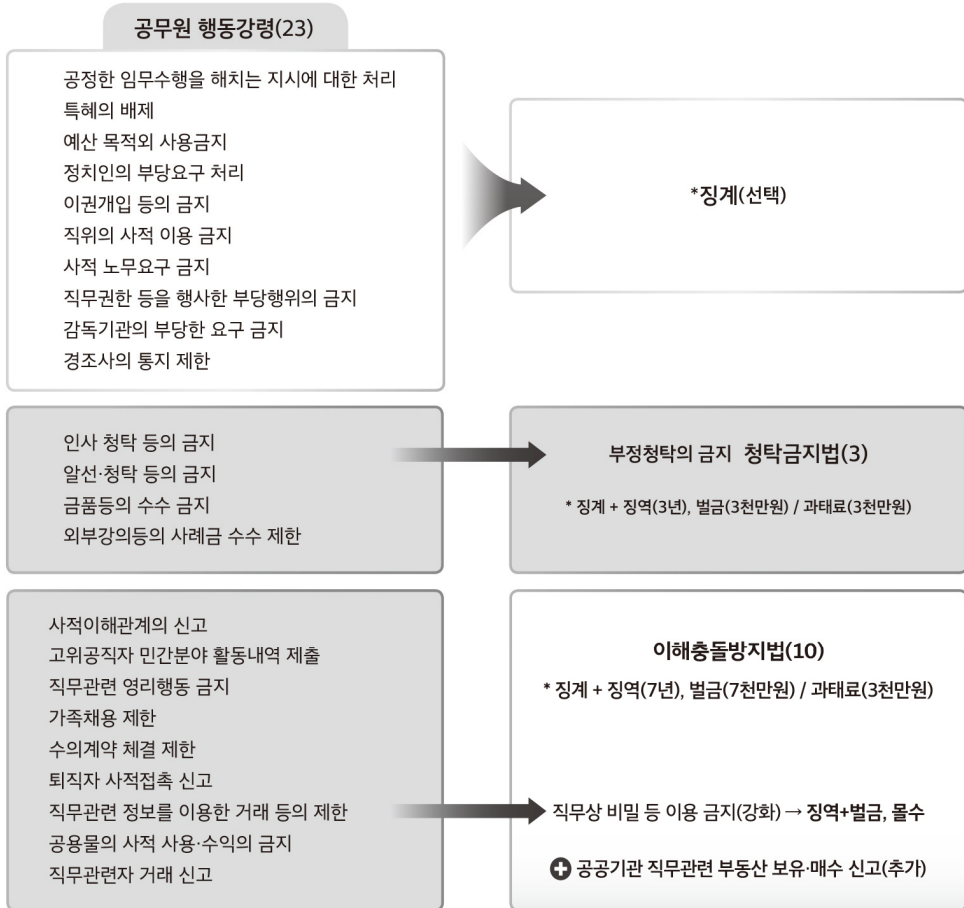 공무원 행동강령(23)
공정한 임무수행을 해치는 지시에 대한 처리
특혜의 배제
예산 목적외 사용금지
정치인의 부당요구 처리
이권개입 등의 금지
직위의 사적 이용 금지
사적 노무요구 금지
직무권한 등을 행사한 부당행위의 금지
감독기관의 부당한 요구 금지
경조사의 통지 제한
*징계(선택)
인사 청탁 등의 금지
알선·청탁 등의 금지
금품등의 수수 금지
외부강의등의 사례금 수수 제한
부정청탁의 금지 청탁금지법(3)
* 징계 + 징역(3년), 벌금(3천만원) / 과태료(3천만원)
사적이해관계의 신고
고위공직자 민간분야 활동내역 제출
직무관련 영리행동 금지
가족채용 제한
수의계약 체결 제한
퇴직자 사적접촉 신고
직무관련 정보를 이용한 거래 등의 제한
공용물의 사적 사용·수익의 금지
직무관련자 거래 신고
이해충돌방지법(10)
* 징계 + 징역(7년), 벌금(7천만원) / 과태료(3천만원)
직무상 비밀 등 이용 금지(강화) → 징역+벌금, 몰수
+ 공공기관 직무관련 부동산 보유·매수 신고(추가)